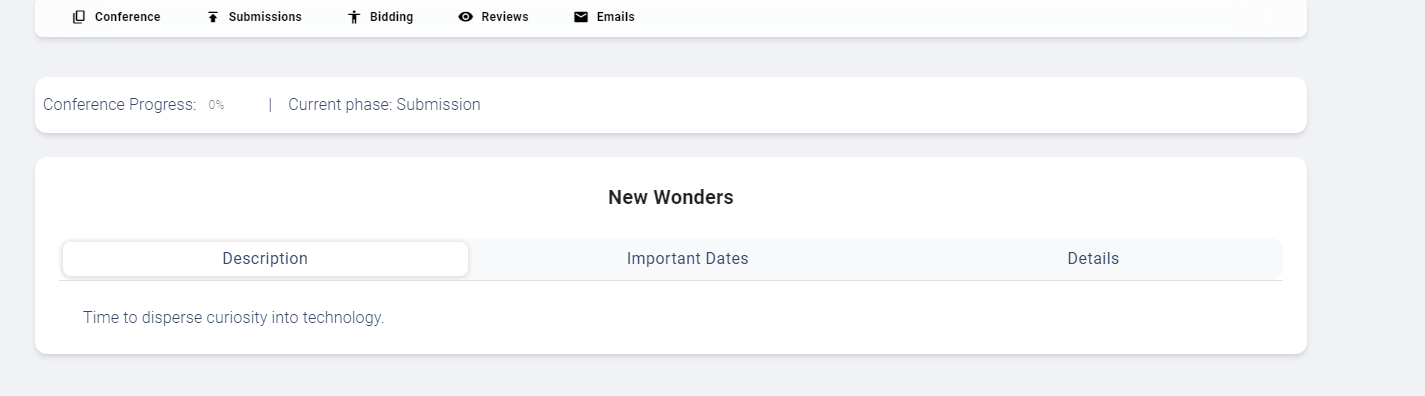 Conference Submissions Bidding Reviews Emails
Conference Progress: 0% | Current phase: Submission
New Wonders
Description Important Dates Details
Time to disperse curiosity into technology.